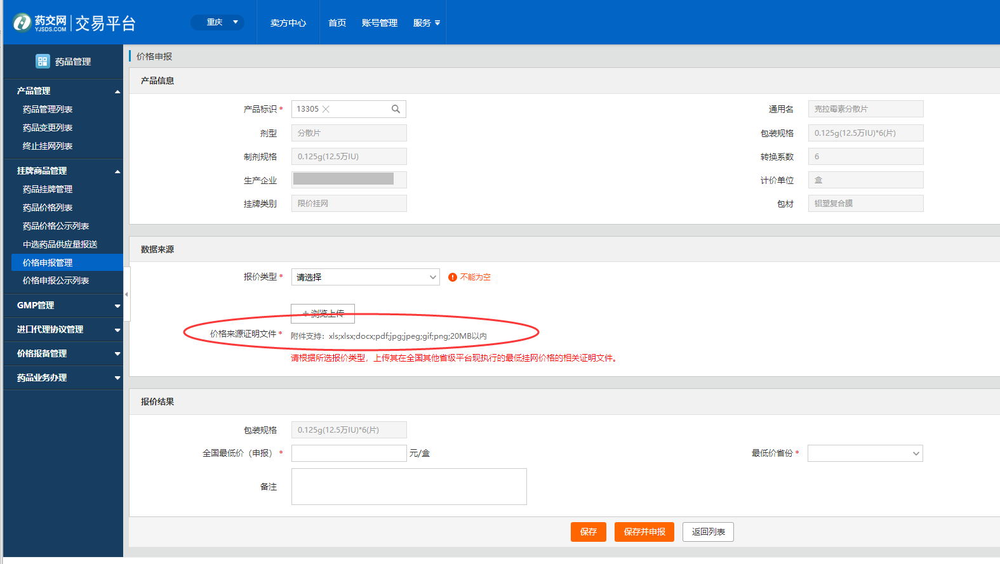 药交网
YJSDS.COM
交易平台
重庆
卖方中心
首页
账号管理
服务
药品管理
产品管理
药品管理列表
药品变更列表
终止挂网列表
挂牌商品管理
药品挂牌管理
药品价格列表
药品价格公示列表
中选药品供应量报送
价格申报管理
价格申报公示列表
GMP管理
进口代理协议管理
价格报备管理
药品业务办理
价格申报
产品信息
产品标识* 13305
通用名 克拉霉素分散片
剂型 分散片
包装规格 0.125g(12.5万IU)*6(片)
制剂规格 0.125g(12.5万IU)
转换系数 6
生产企业
计价单位 盒
挂牌类别 限价挂网
包材 铝塑复合膜
数据来源
报价类型* 请选择 不能为空
+ 浏览上传
价格来源证明文件* 附件支持：xls;xlsx;docx;pdf;jpg;jpeg;gif;png;20MB以内
请根据所选报价类型，上传其在全国其他省级平台现执行的最低挂网价格的相关证明文件。
报价结果
包装规格 0.125g(12.5万IU)*6(片)
全国最低价（申报）* 元/盒
最低价省份*
备注
保存
保存并申报
返回列表